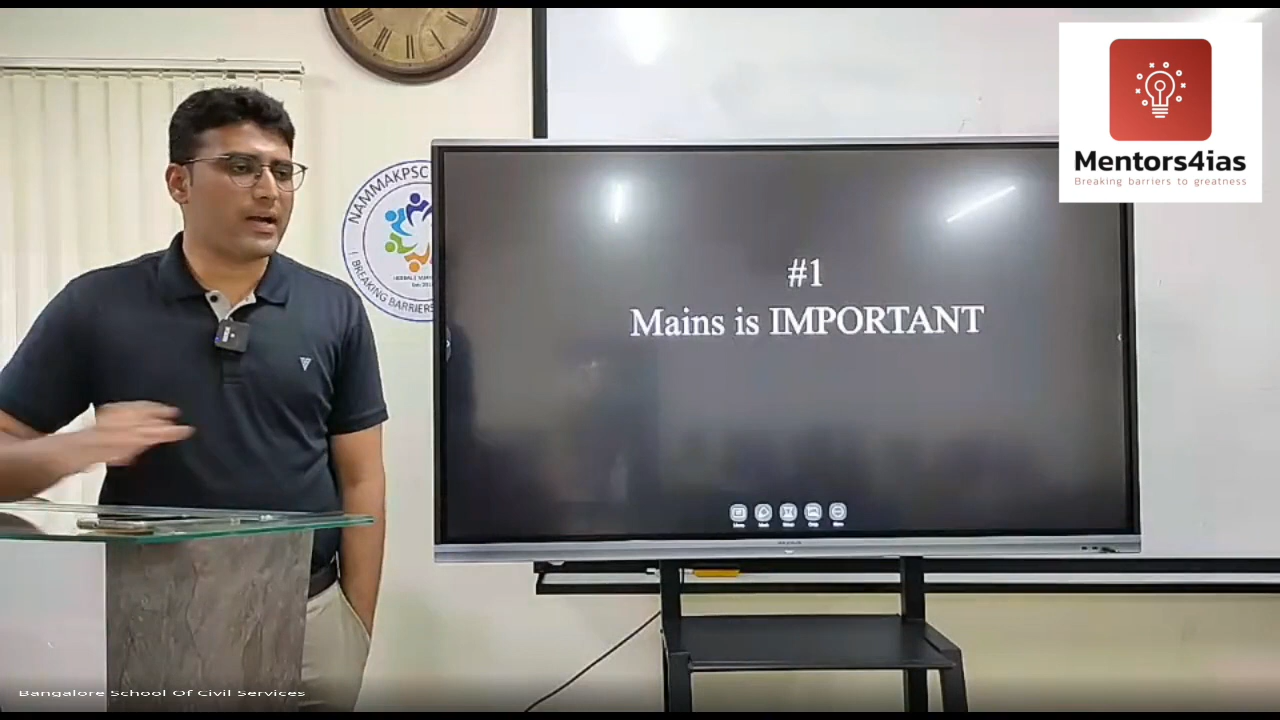 Mentors4ias
Breaking barriers to greatness
NAMMAKPSC
BREAKING BARRIERS
#1
Mains is IMPORTANT
Bangalore School Of Civil Services